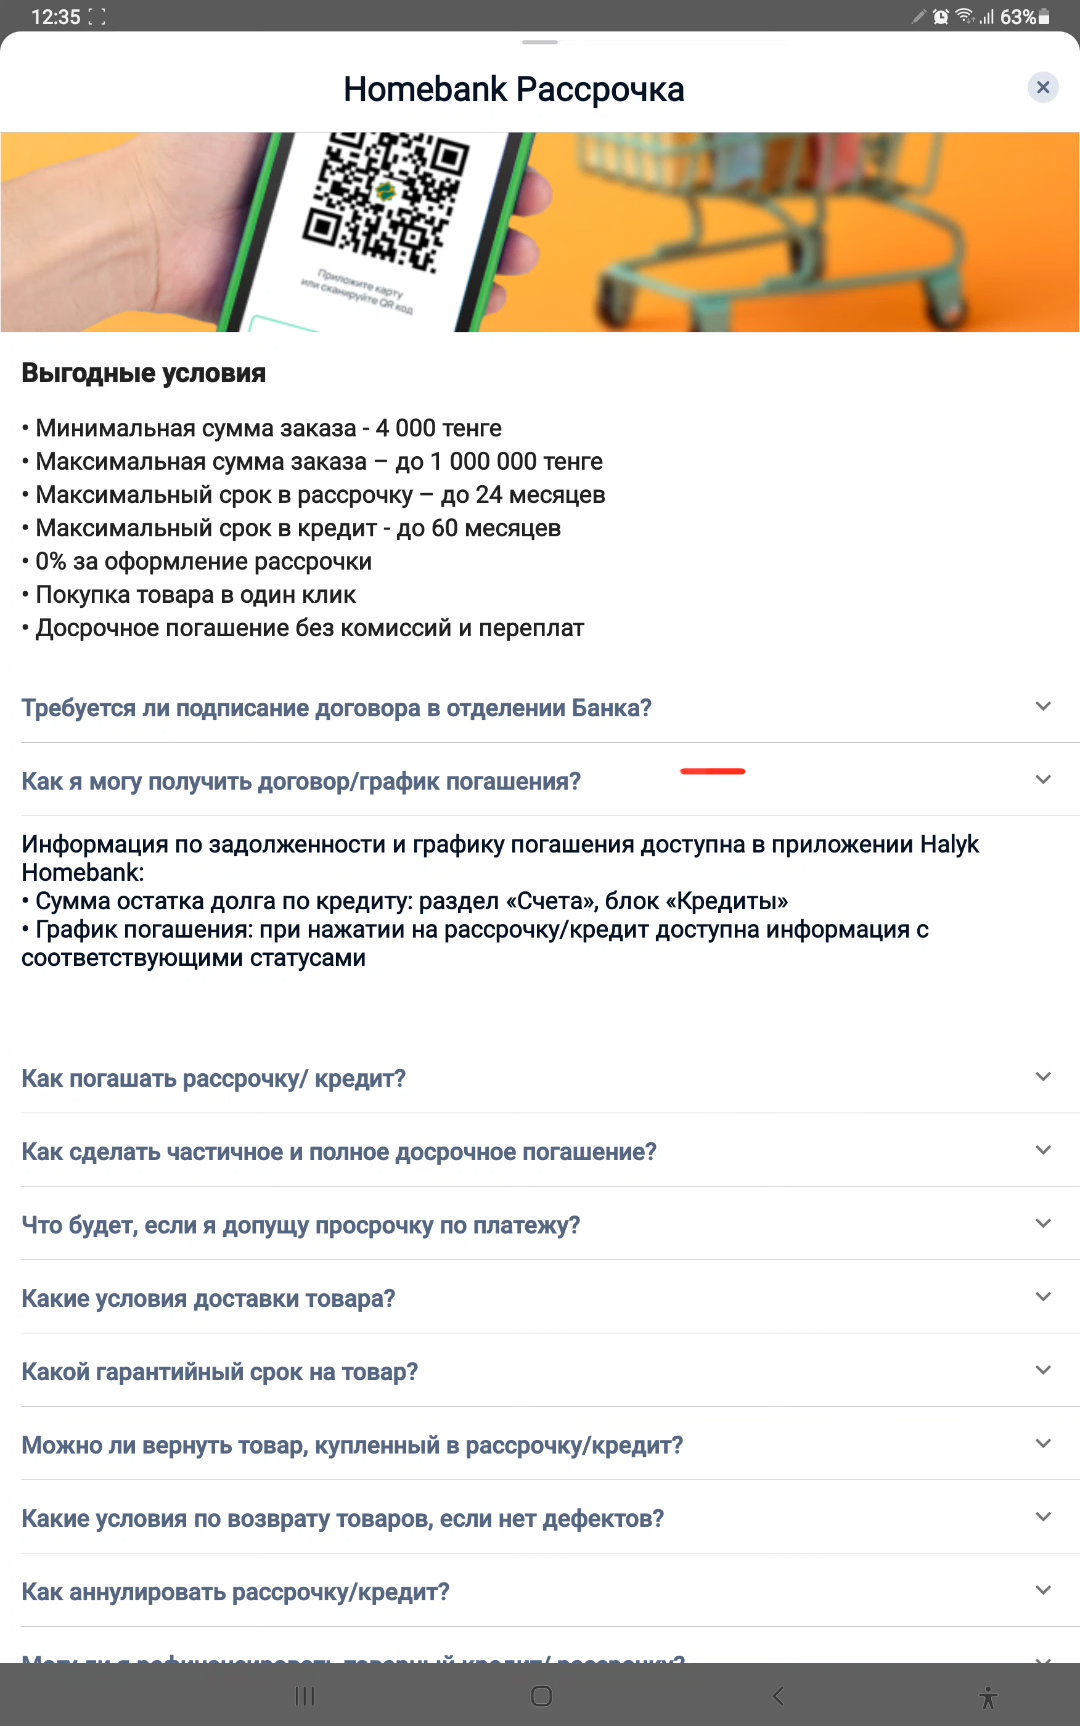 12:35
63%
Homebank Рассрочка
Приложите карту
или сканируйте QR код
Выгодные условия
• Минимальная сумма заказа - 4 000 тенге
• Максимальная сумма заказа – до 1 000 000 тенге
• Максимальный срок в рассрочку – до 24 месяцев
• Максимальный срок в кредит - до 60 месяцев
• 0% за оформление рассрочки
• Покупка товара в один клик
• Досрочное погашение без комиссий и переплат
Требуется ли подписание договора в отделении Банка?
Как я могу получить договор/график погашения?
Информация по задолженности и графику погашения доступна в приложении Halyk
Homebank:
• Сумма остатка долга по кредиту: раздел «Счета», блок «Кредиты»
• График погашения: при нажатии на рассрочку/кредит доступна информация с
соответствующими статусами
Как погашать рассрочку/ кредит?
Как сделать частичное и полное досрочное погашение?
Что будет, если я допущу просрочку по платежу?
Какие условия доставки товара?
Какой гарантийный срок на товар?
Можно ли вернуть товар, купленный в рассрочку/кредит?
Какие условия по возврату товаров, если нет дефектов?
Как аннулировать рассрочку/кредит?
Могу ли я рефинансировать товарный кредит/ рассрочку?